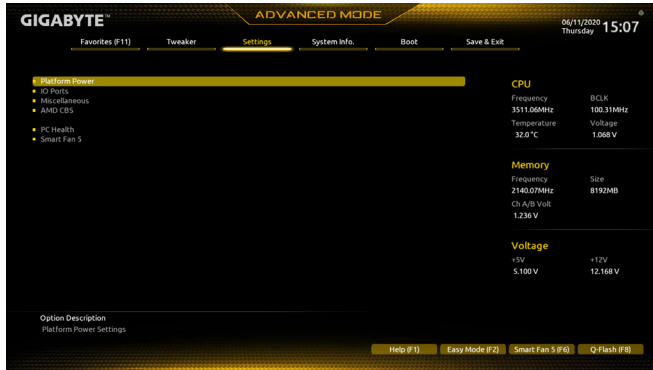 GIGABYTE™
ADVANCED MODE
06/11/2020
Thursday
15:07
Favorites (F11) Tweaker Settings System Info. Boot Save & Exit
Platform Power
IO Ports
Miscellaneous
AMD CBS
PC Health
Smart Fan 5
CPU
Frequency BCLK
3511.06MHz 100.31MHz
Temperature Voltage
32.0 °C 1.068 V
Memory
Frequency Size
2140.07MHz 8192MB
Ch A/B Volt
1.236 V
Voltage
+5V +12V
5.100 V 12.168 V
Option Description
Platform Power Settings
Help (F1) Easy Mode (F2) Smart Fan 5 (F6) Q-Flash (F8)